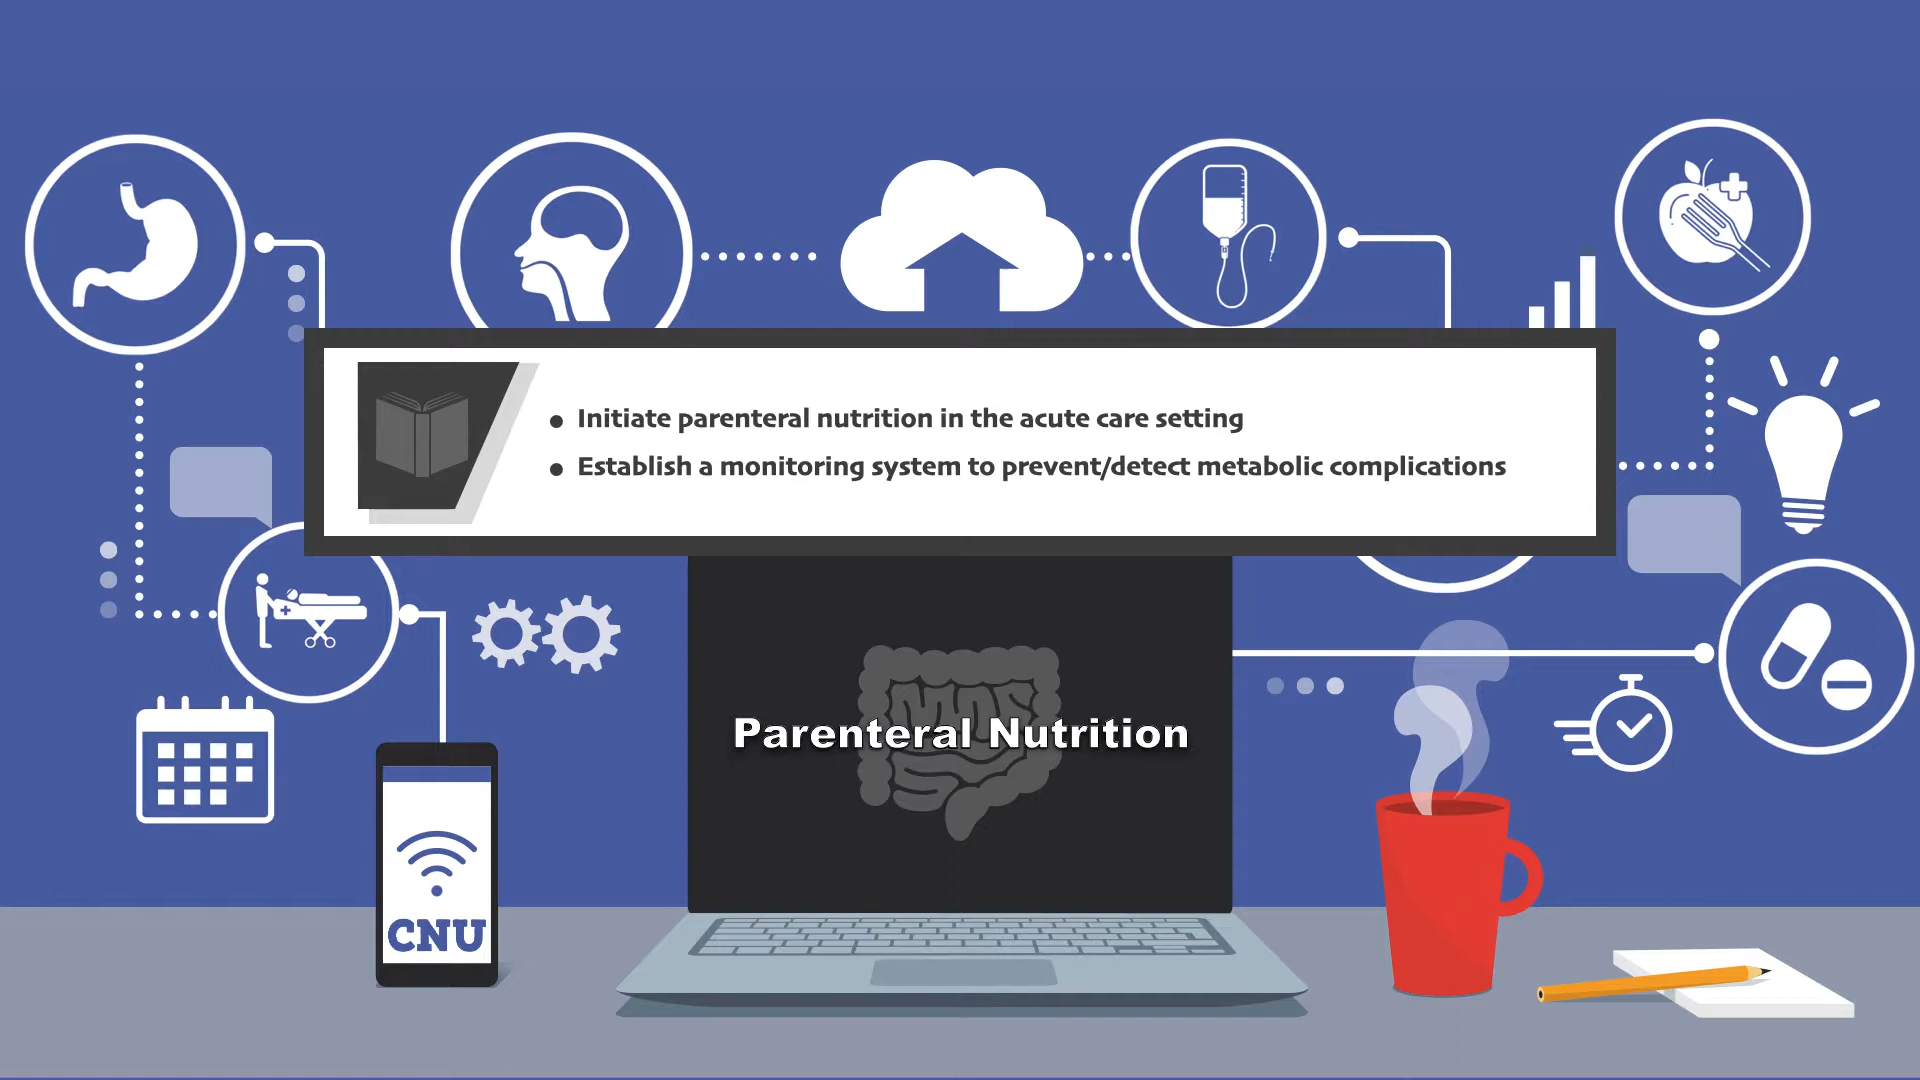 ● Initiate parenteral nutrition in the acute care setting
● Establish a monitoring system to prevent/detect metabolic complications
Parenteral Nutrition
CNU